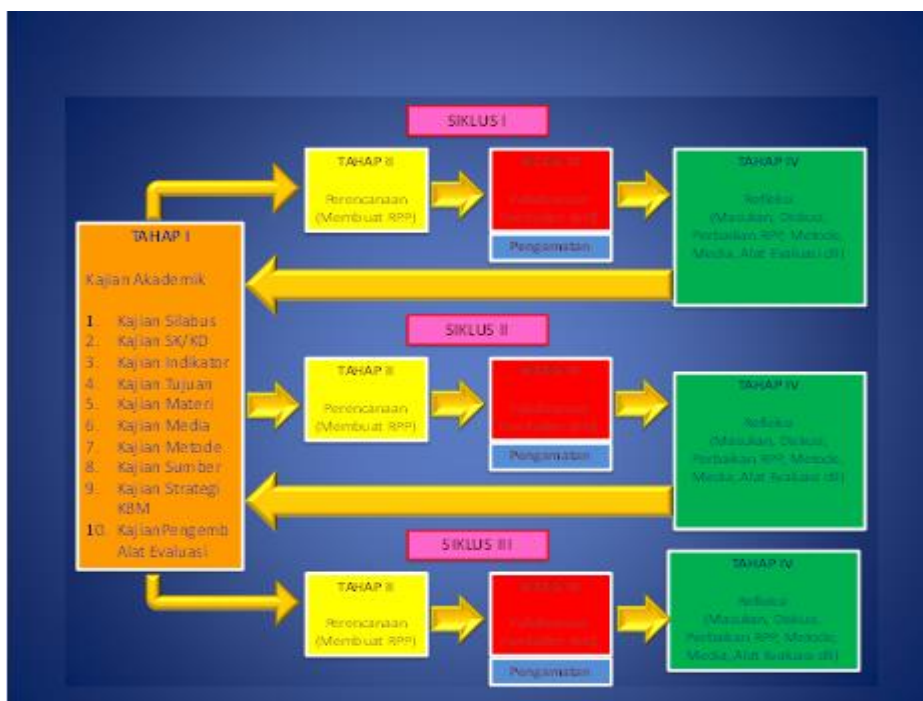 SIKLUS I
TAHAP II
Perencanaan
(Membuat RPP)
Pengamatan
TAHAP IV
Refleksi
(Masukan, Diskusi,
Perbaikan RPP, Metode,
Media, Alat Evaluasi dll)
TAHAP I
Kajian Akademik
1. Kajian Silabus
2. Kajian SK/KD
3. Kajian Indikator
4. Kajian Tujuan
5. Kajian Materi
6. Kajian Media
7. Kajian Metode
8. Kajian Sumber
9. Kajian Strategi
KBM
10. KajianPengemb
Alat Evaluasi
SIKLUS II
TAHAP II
Perencanaan
(Membuat RPP)
Pengamatan
TAHAP IV
Refleksi
(Masukan, Diskusi,
Perbaikan RPP, Metode,
Media, Alat Evaluasi dll)
SIKLUS III
TAHAP II
Perencanaan
(Membuat RPP)
Pengamatan
TAHAP IV
Refleksi
(Masukan, Diskusi,
Perbaikan RPP, Metode,
Media, Alat Evaluasi dll)